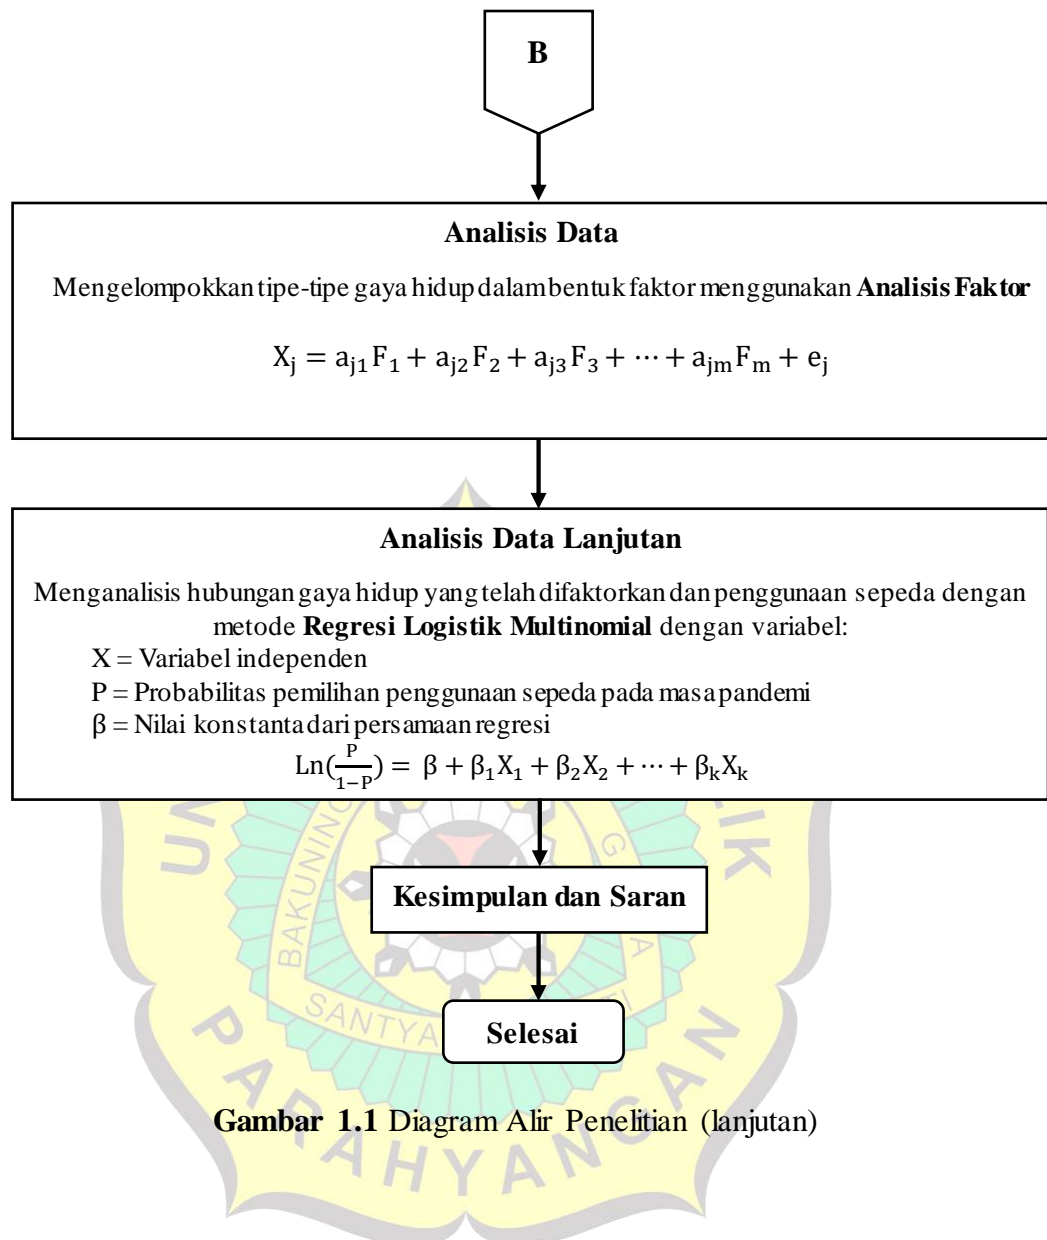 B
Analisis Data
Mengelompokkan tipe-tipe gaya hidup dalam bentuk faktor menggunakan Analisis Faktor
Xⱼ = aⱼ₁F₁ + aⱼ₂F₂ + aⱼ₃F₃ + ⋯ + aⱼₘFₘ + eⱼ
Analisis Data Lanjutan
Menganalisis hubungan gaya hidup yang telah difaktorkan dan penggunaan sepeda dengan
metode Regresi Logistik Multinomial dengan variabel:
X = Variabel independen
P = Probabilitas pemilihan penggunaan sepeda pada masa pandemi
β = Nilai konstanta dari persamaan regresi
Ln(P/1−P) = β + β₁X₁ + β₂X₂ + ⋯ + βₖXₖ
Kesimpulan dan Saran
Selesai
Gambar 1.1 Diagram Alir Penelitian (lanjutan)
BAKUNING
SANTYA
PARAHYANGAN